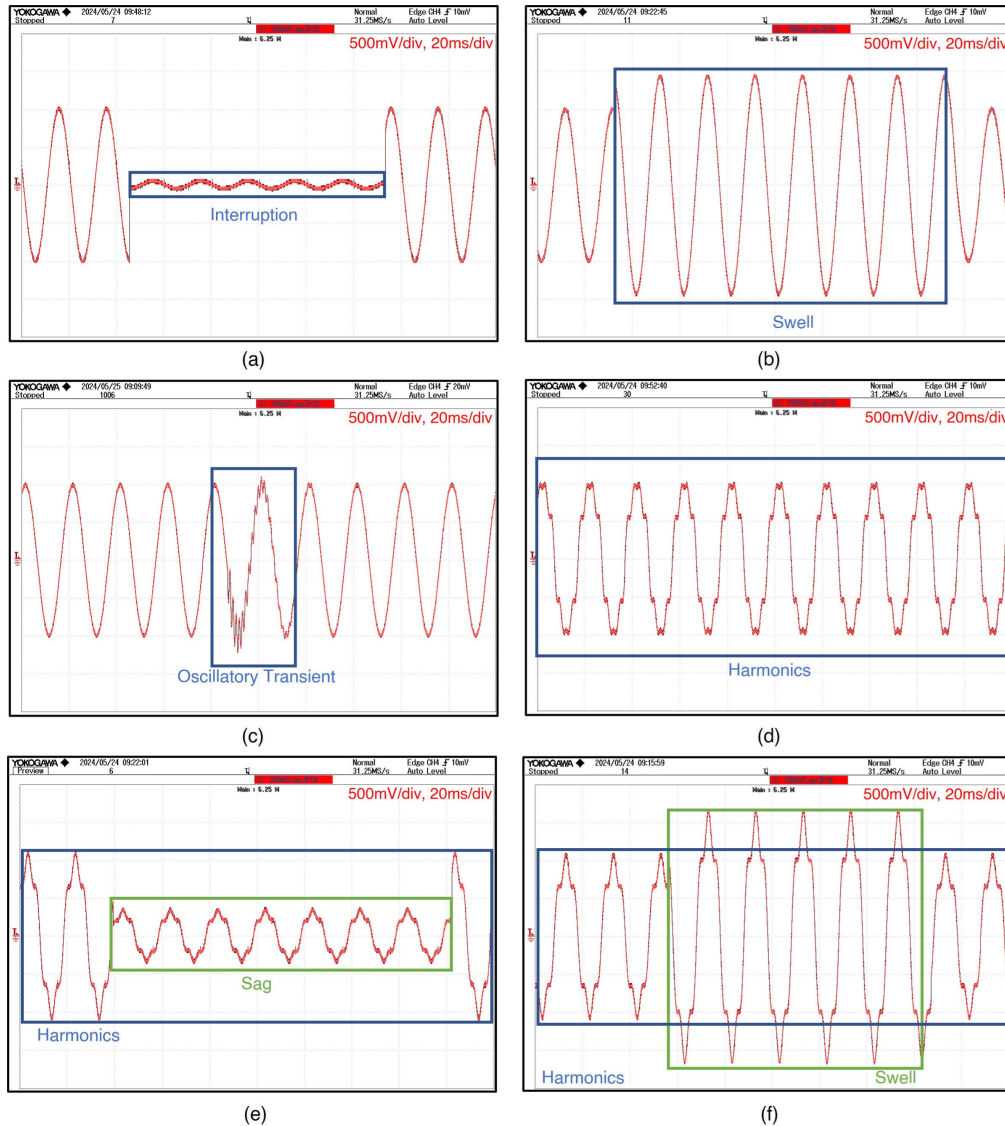 YOKOGAWA ◆ 2024/05/24 09:48:12 Normal Edge CH4 ƒ 10mV
Stopped 7 31.25MS/s Auto Level
Main : 6.25 M
500mV/div, 20ms/div
Interruption
(a)
YOKOGAWA ◆ 2024/05/24 09:22:45 Normal Edge CH4 ƒ 10mV
Stopped 11 31.25MS/s Auto Level
Main : 6.25 M
500mV/div, 20ms/div
Swell
(b)
YOKOGAWA ◆ 2024/05/25 09:09:49 Normal Edge CH4 ƒ 20mV
Stopped 1006 31.25MS/s Auto Level
Main : 6.25 M
500mV/div, 20ms/div
Oscillatory Transient
(c)
YOKOGAWA ◆ 2024/05/24 09:52:40 Normal Edge CH4 ƒ 10mV
Stopped 30 31.25MS/s Auto Level
Main : 6.25 M
500mV/div, 20ms/div
Harmonics
(d)
YOKOGAWA ◆ 2024/05/24 09:22:01 Normal Edge CH4 ƒ 10mV
Preview 6 31.25MS/s Auto Level
Main : 6.25 M
500mV/div, 20ms/div
Sag
Harmonics
(e)
YOKOGAWA ◆ 2024/05/24 09:15:59 Normal Edge CH4 ƒ 10mV
Stopped 14 31.25MS/s Auto Level
Main : 6.25 M
500mV/div, 20ms/div
Harmonics Swell
(f)